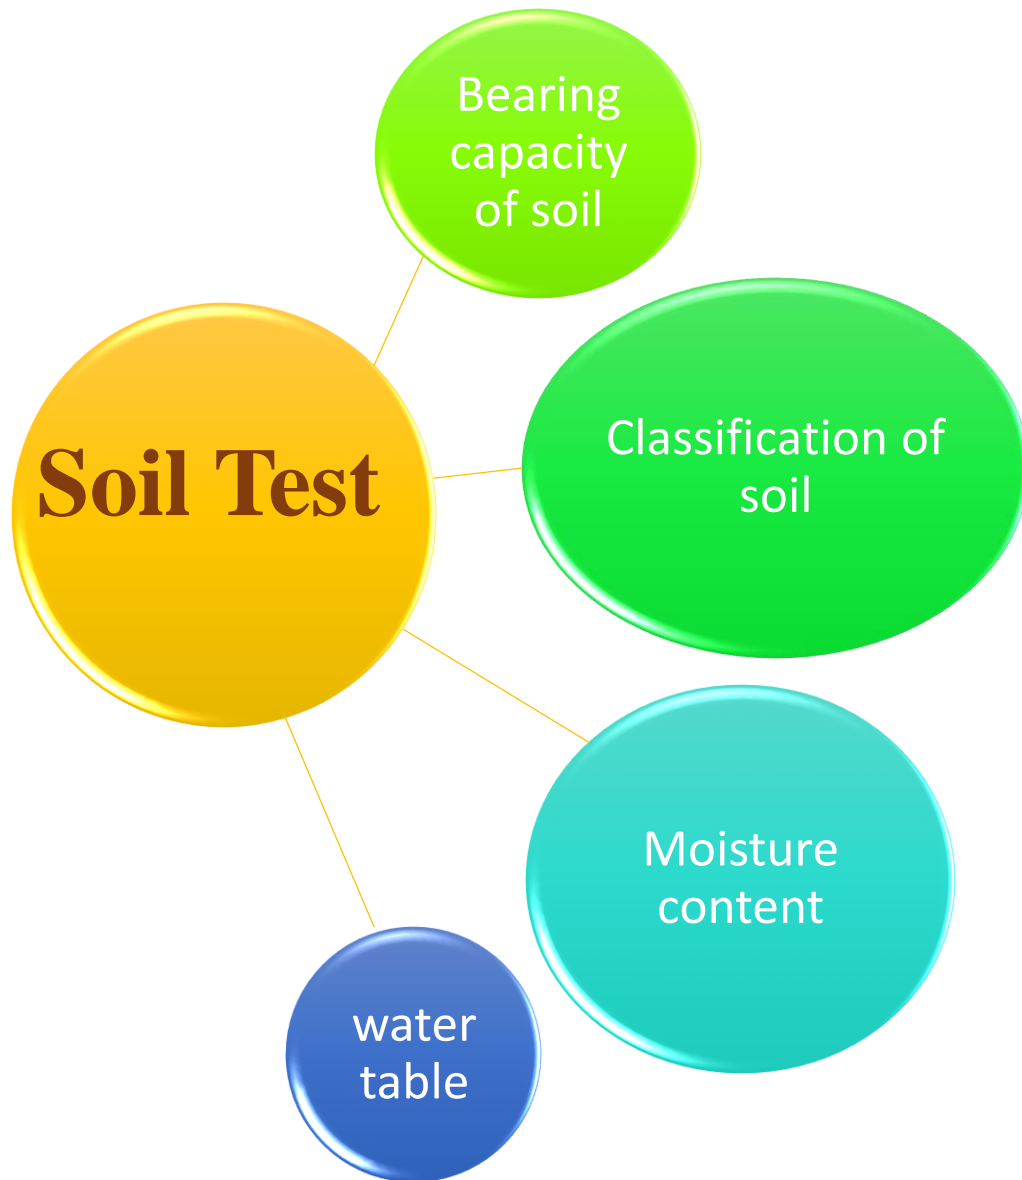 Bearing
capacity
of soil
Soil Test
Classification of
soil
Moisture
content
water
table